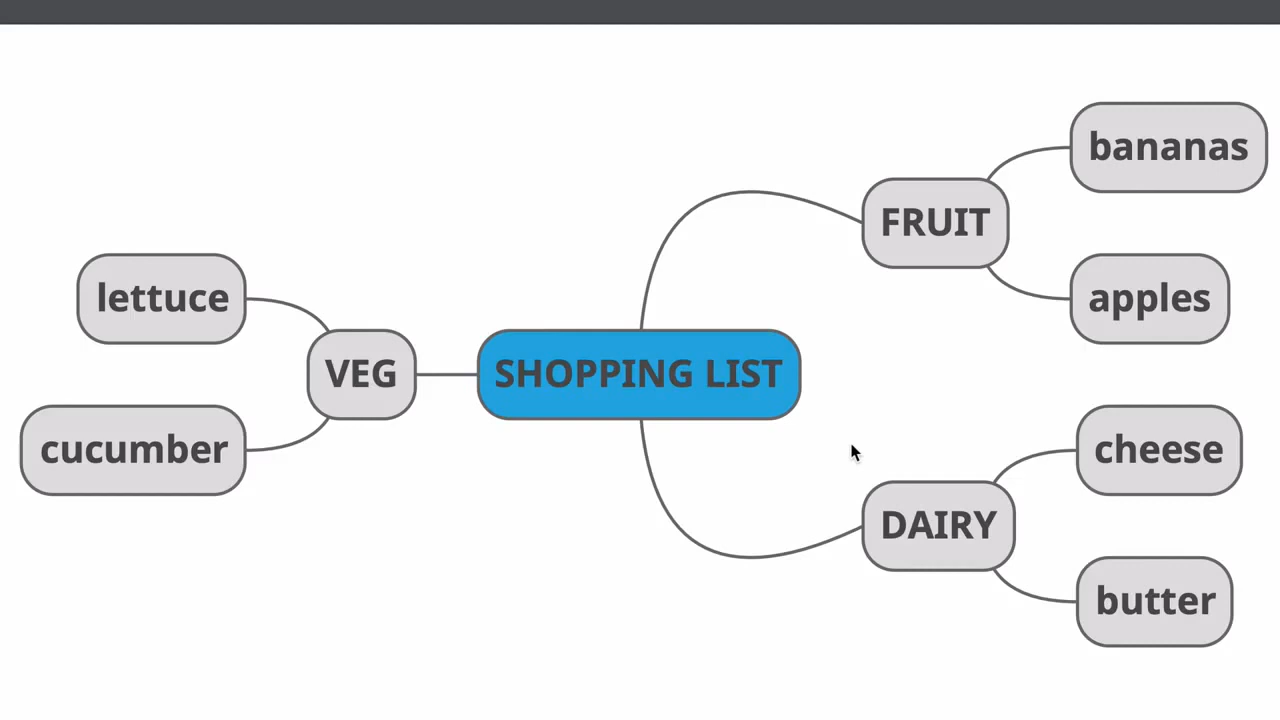 bananas
FRUIT
apples
lettuce
VEG
SHOPPING LIST
cucumber
cheese
DAIRY
butter